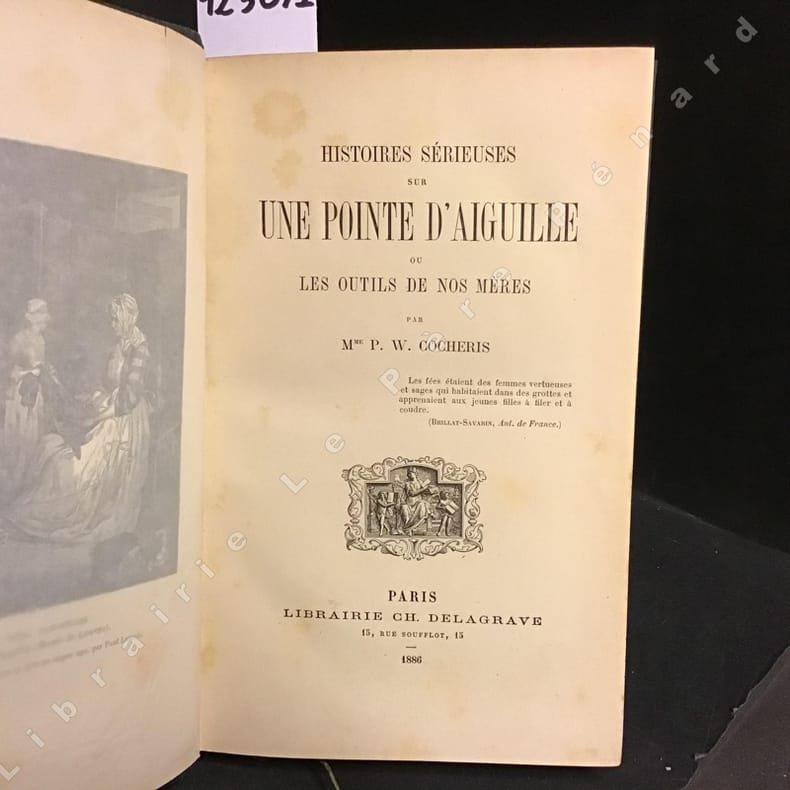 HISTOIRES SÉRIEUSES
SUR
UNE POINTE D'AIGUILLE
OU
LES OUTILS DE NOS MÈRES
PAR
MME P. W. COCHERIS
Les fées étaient des femmes vertueuses
et sages qui habitaient dans des grottes et
apprenaient aux jeunes filles à filer et à
coudre.
(BRILLAT-SAVARIN, Ant. de France.)
PARIS
LIBRAIRIE CH. DELAGRAVE
15, RUE SOUFFLOT, 15
1886
Librairie Le Père Pénard